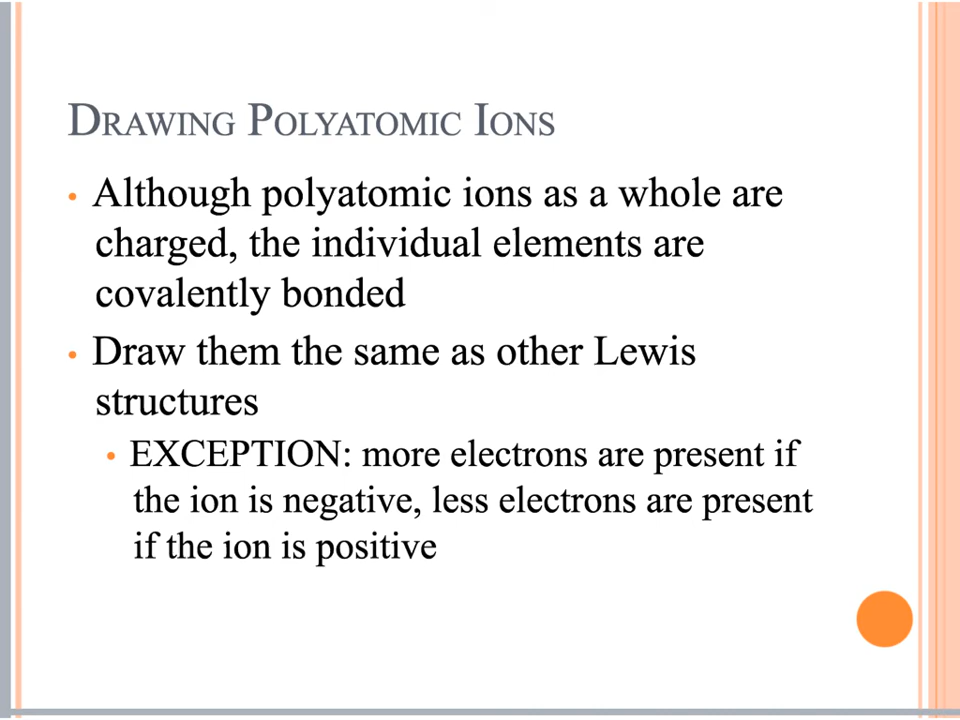 DRAWING POLYATOMIC IONS
• Although polyatomic ions as a whole are
charged, the individual elements are
covalently bonded
• Draw them the same as other Lewis
structures
• EXCEPTION: more electrons are present if
the ion is negative, less electrons are present
if the ion is positive